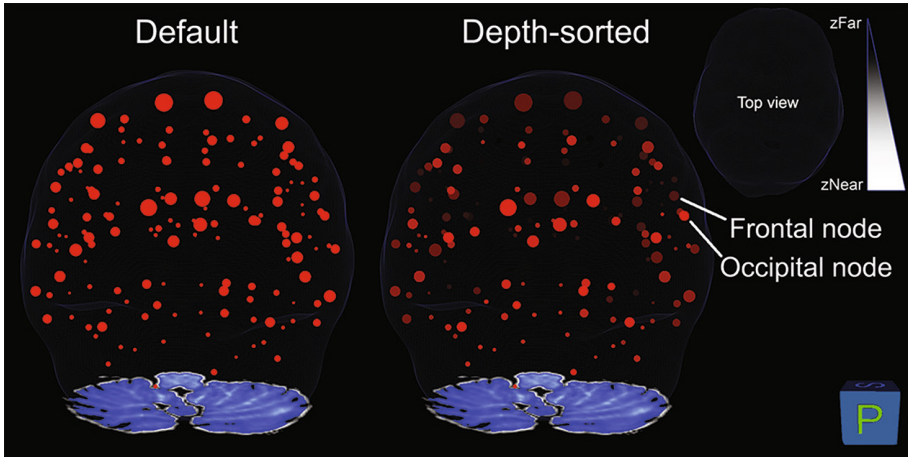 Default
Depth-sorted
zFar
Top view
zNear
Frontal node
Occipital node
S
P